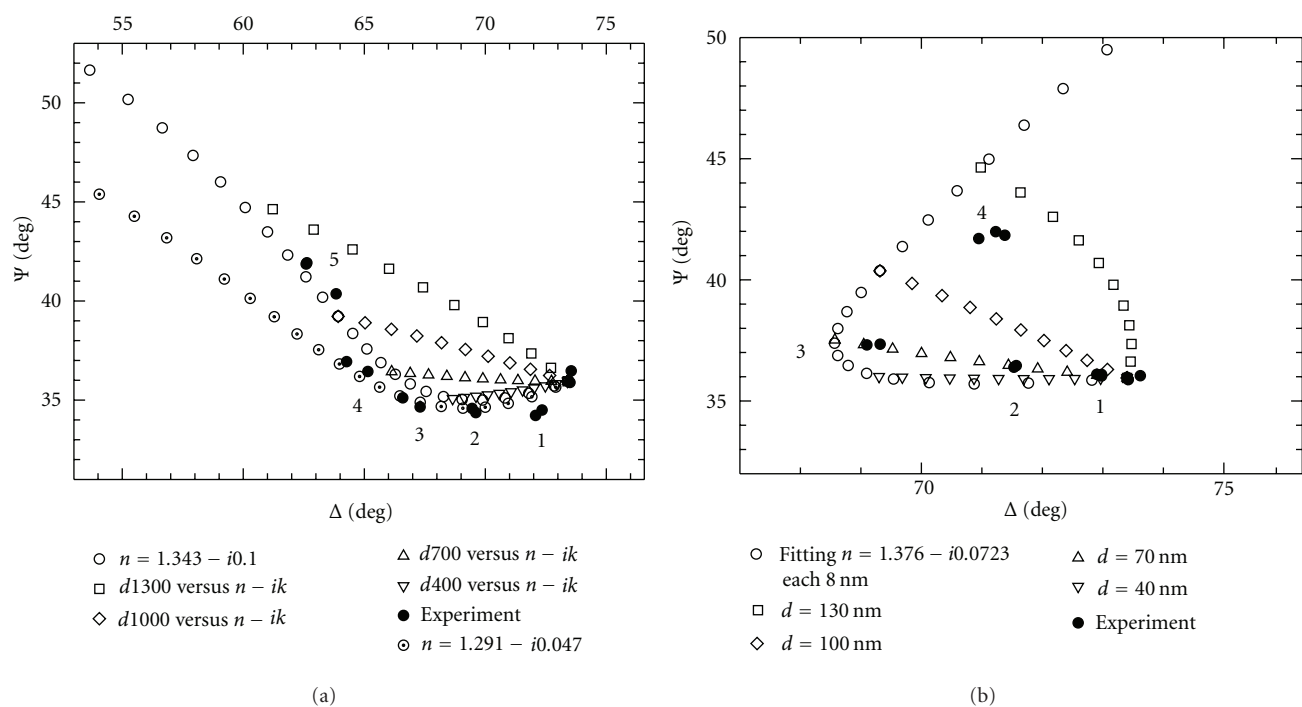 55 60 65 70 75
50
45
40
35
Ψ (deg)
5
4
3
2
1
Δ (deg)
n = 1.343 − i0.1
d1300 versus n − ik
d1000 versus n − ik
d700 versus n − ik
d400 versus n − ik
Experiment
n = 1.291 − i0.047
(a)
50
45
40
35
Ψ (deg)
4
3
2
1
70 75
Δ (deg)
Fitting n = 1.376 − i0.0723
each 8 nm
d = 130 nm
d = 100 nm
d = 70 nm
d = 40 nm
Experiment
(b)